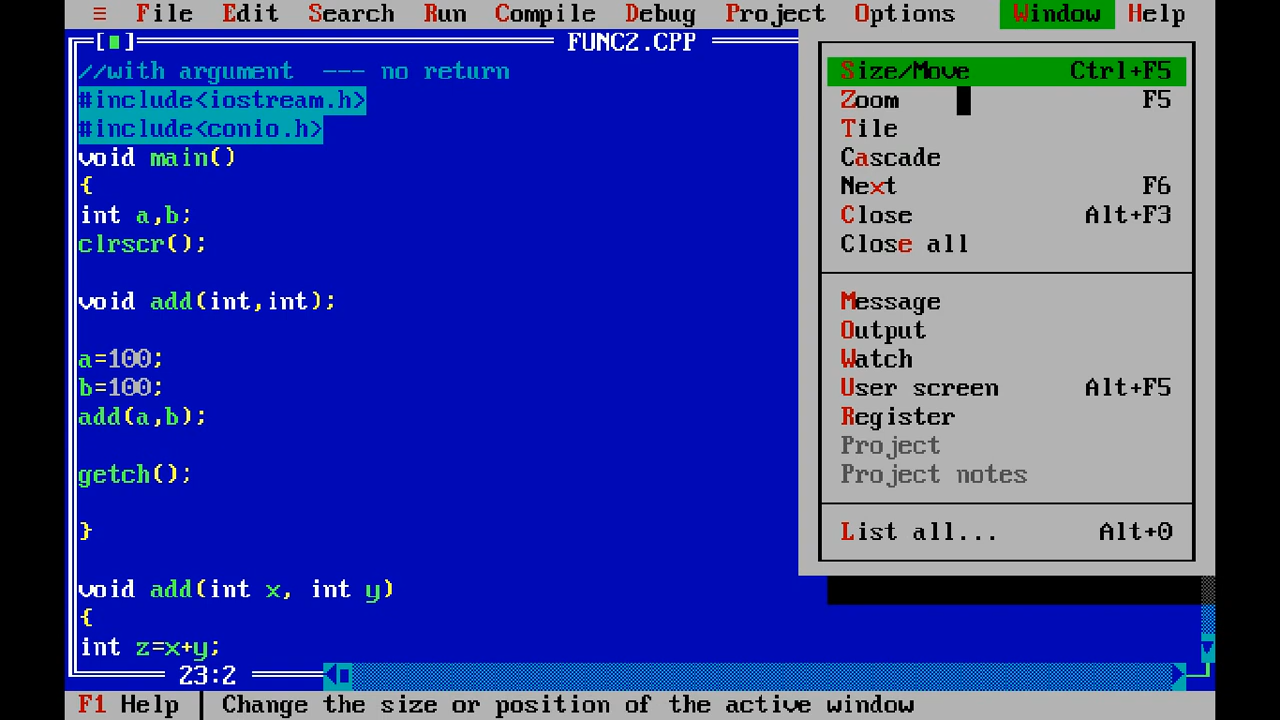 ≡ File Edit Search Run Compile Debug Project Options Window Help
[■] FUNC2.CPP
//with argument --- no return
#include<iostream.h>
#include<conio.h>
void main()
{
int a,b;
clrscr();
void add(int,int);
a=100;
b=100;
add(a,b);
getch();
}
void add(int x, int y)
{
int z=x+y;
23:2
Size/Move Ctrl+F5
Zoom F5
Tile
Cascade
Next F6
Close Alt+F3
Close all
Message
Output
Watch
User screen Alt+F5
Register
Project
Project notes
List all... Alt+0
F1 Help Change the size or position of the active window